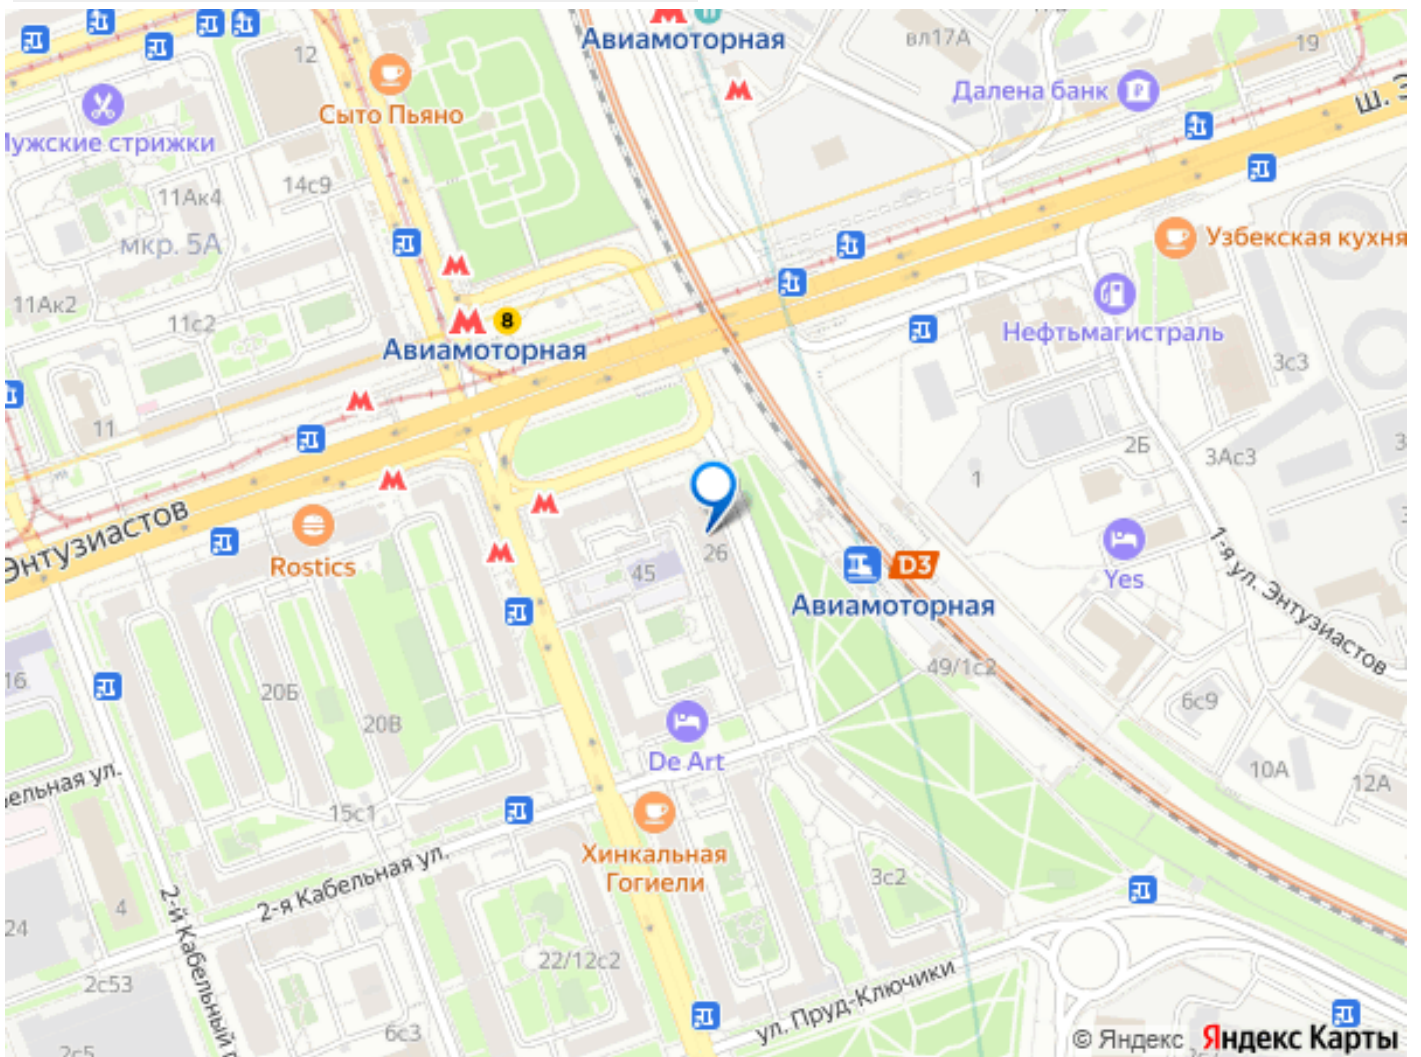 Авиамоторная
вл17А
19
12
Далена банк
Сыто Пьяно
ш. Э
Мужские стрижки
14с9
11Ак4
мкр. 5А
Узбекская кухня
11Ак2
11с2
8
Авиамоторная
Нефтьмагистраль
3с3
11
2Б
3Ас3
1
Энтузиастов
Rostics
26
45
D3
Yes
Авиамоторная
1-я ул. Энтузиастов
16
49/1с2
20Б
20В
6с9
De Art
10А
12А
ельная ул.
15с1
Хинкальная
Гогиели
2-я Кабельная ул.
3с2
4
24
2-й Кабельный п
22/12с2
2с53
ул. Пруд-Ключики
6с3
2с5
© Яндекс Яндекс Карты